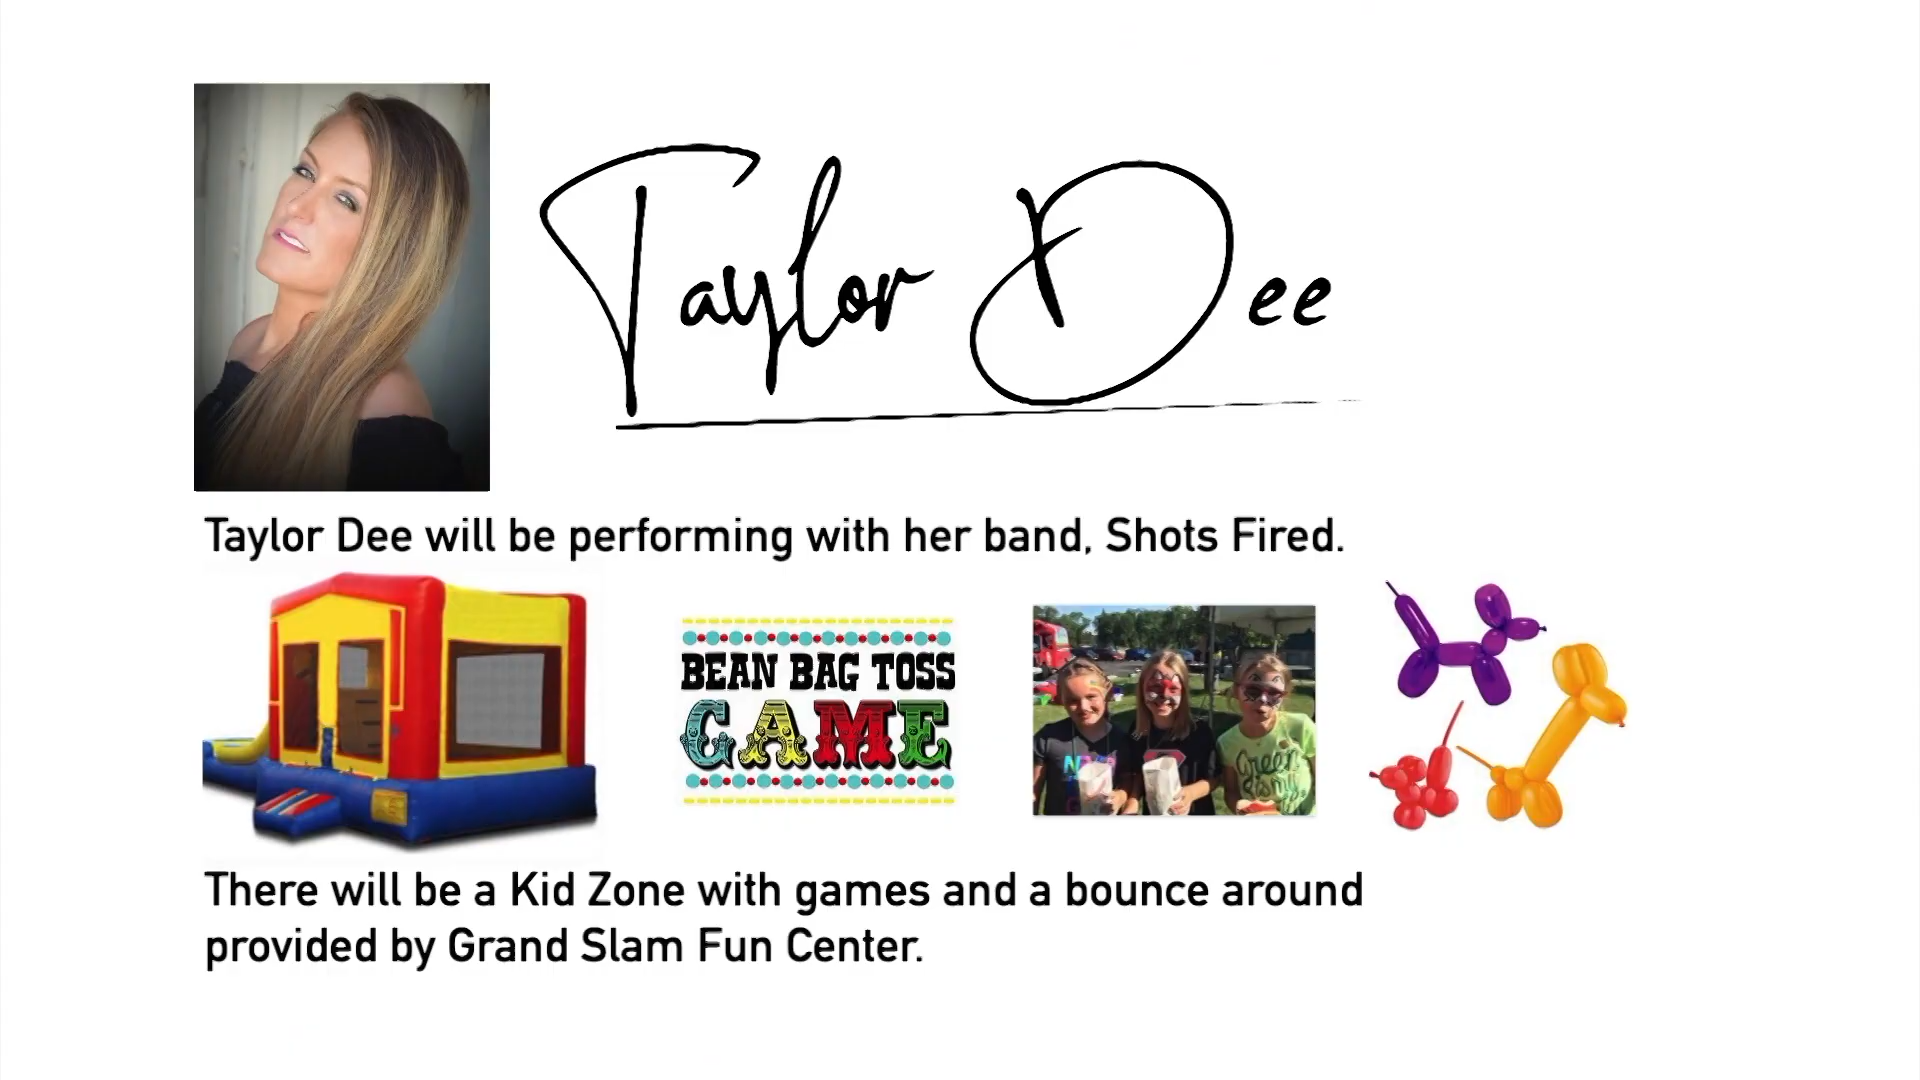 Taylor Dee
Taylor Dee will be performing with her band, Shots Fired.
BEAN BAG TOSS
GAME
Green
There will be a Kid Zone with games and a bounce around
provided by Grand Slam Fun Center.